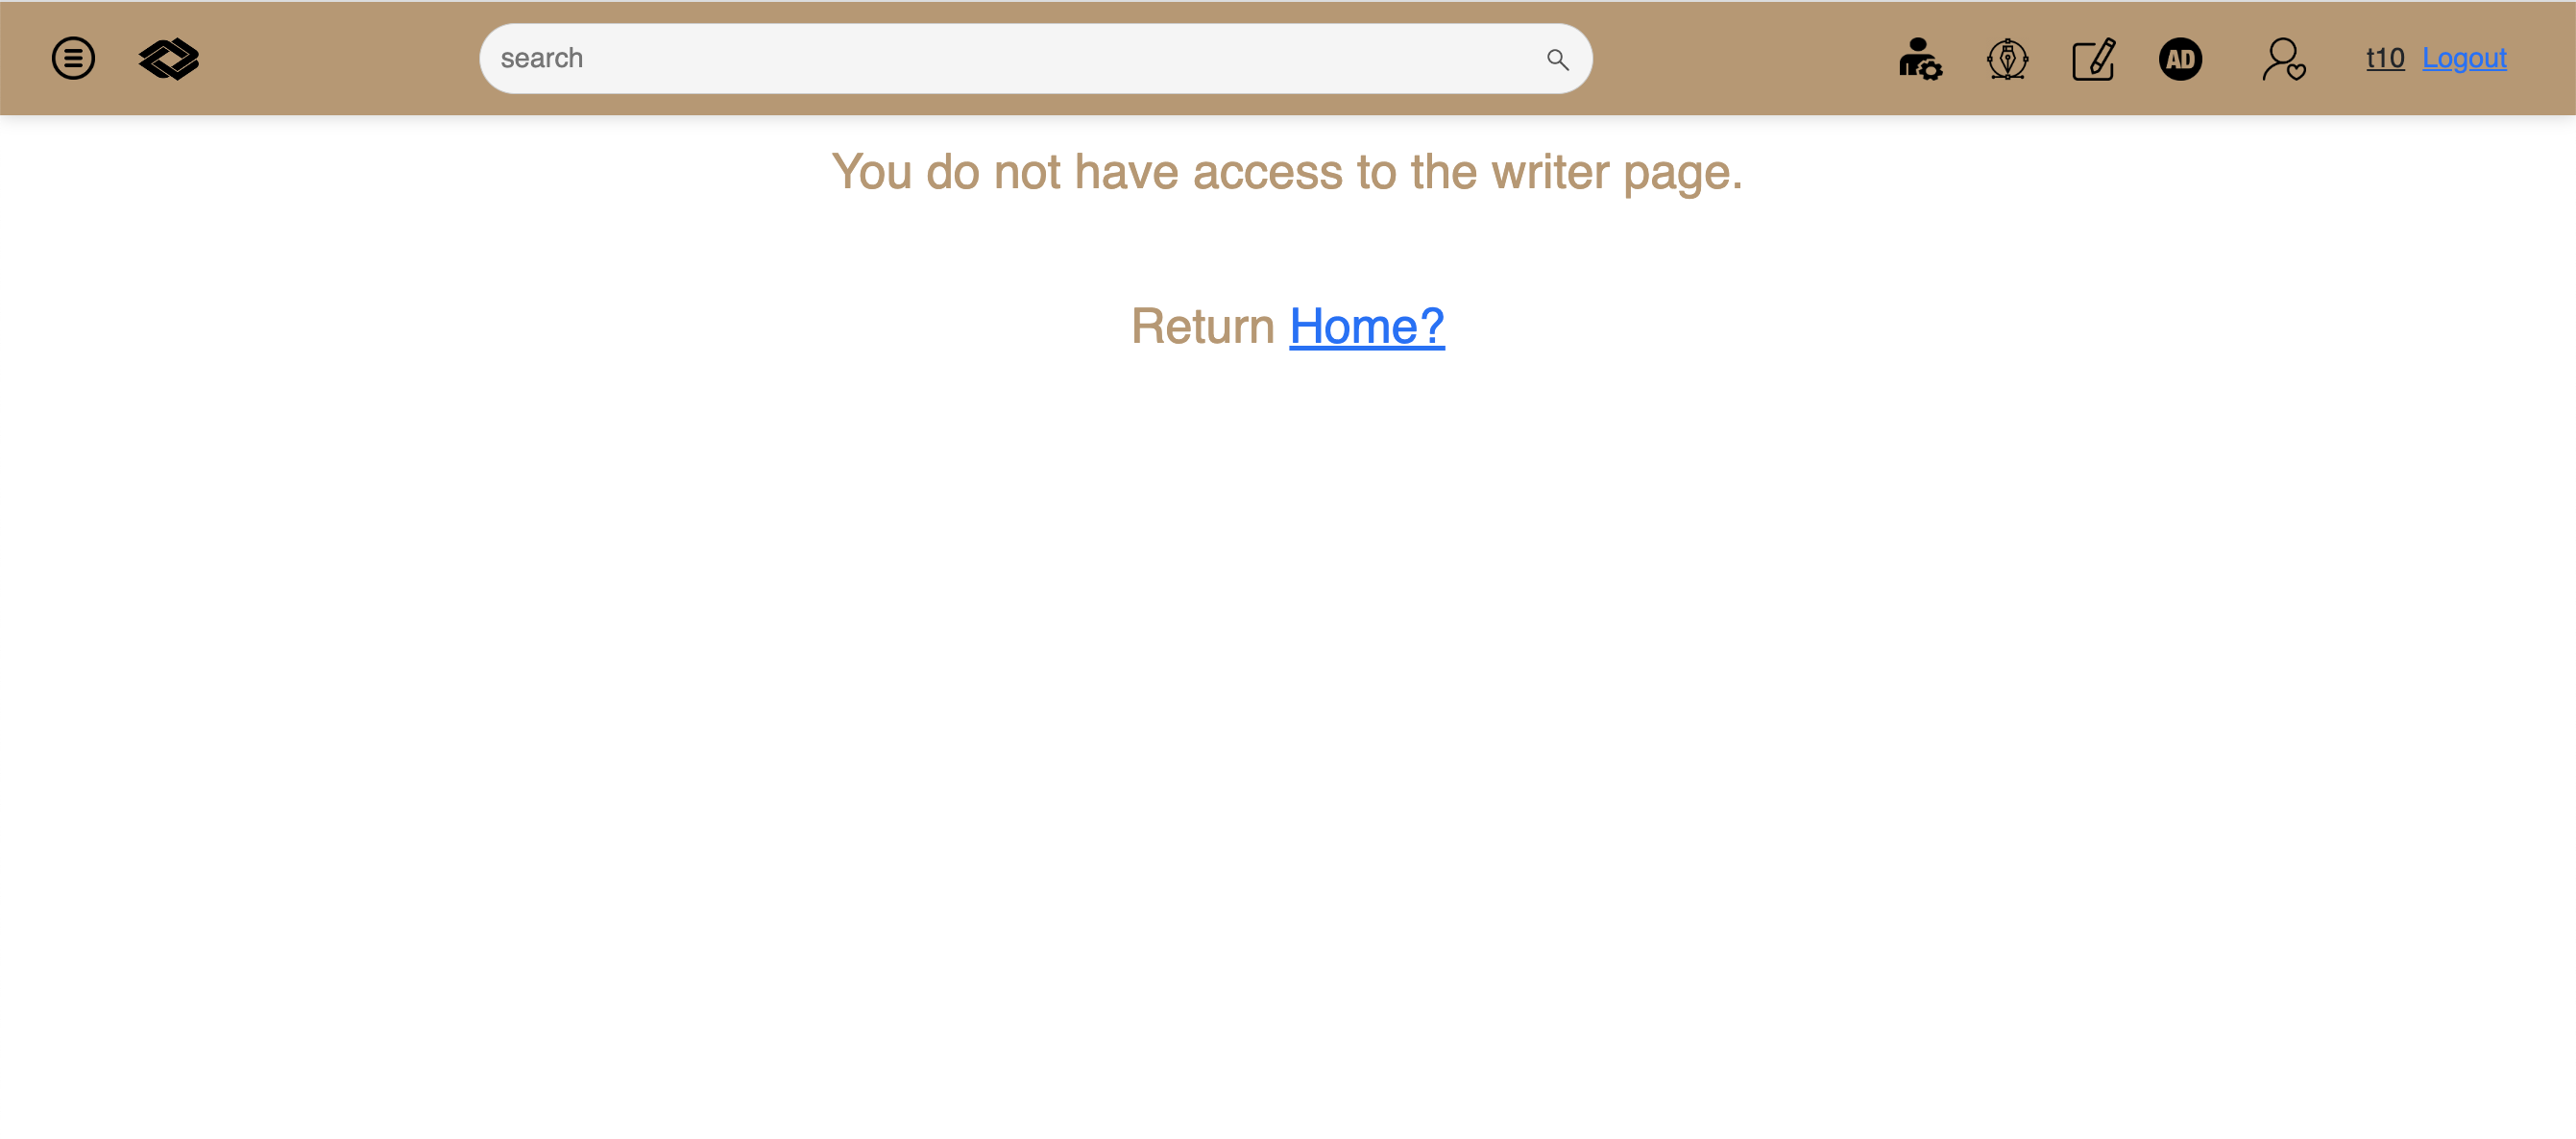 search
AD
t10 Logout
You do not have access to the writer page.
Return Home?